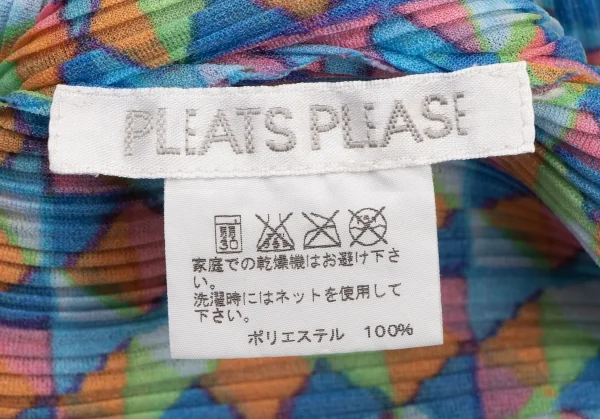 PLEATS PLEASE
家庭での乾燥機はお避け下さ
い。
洗濯時にはネットを使用して
下さい。
ポリエステル 100%